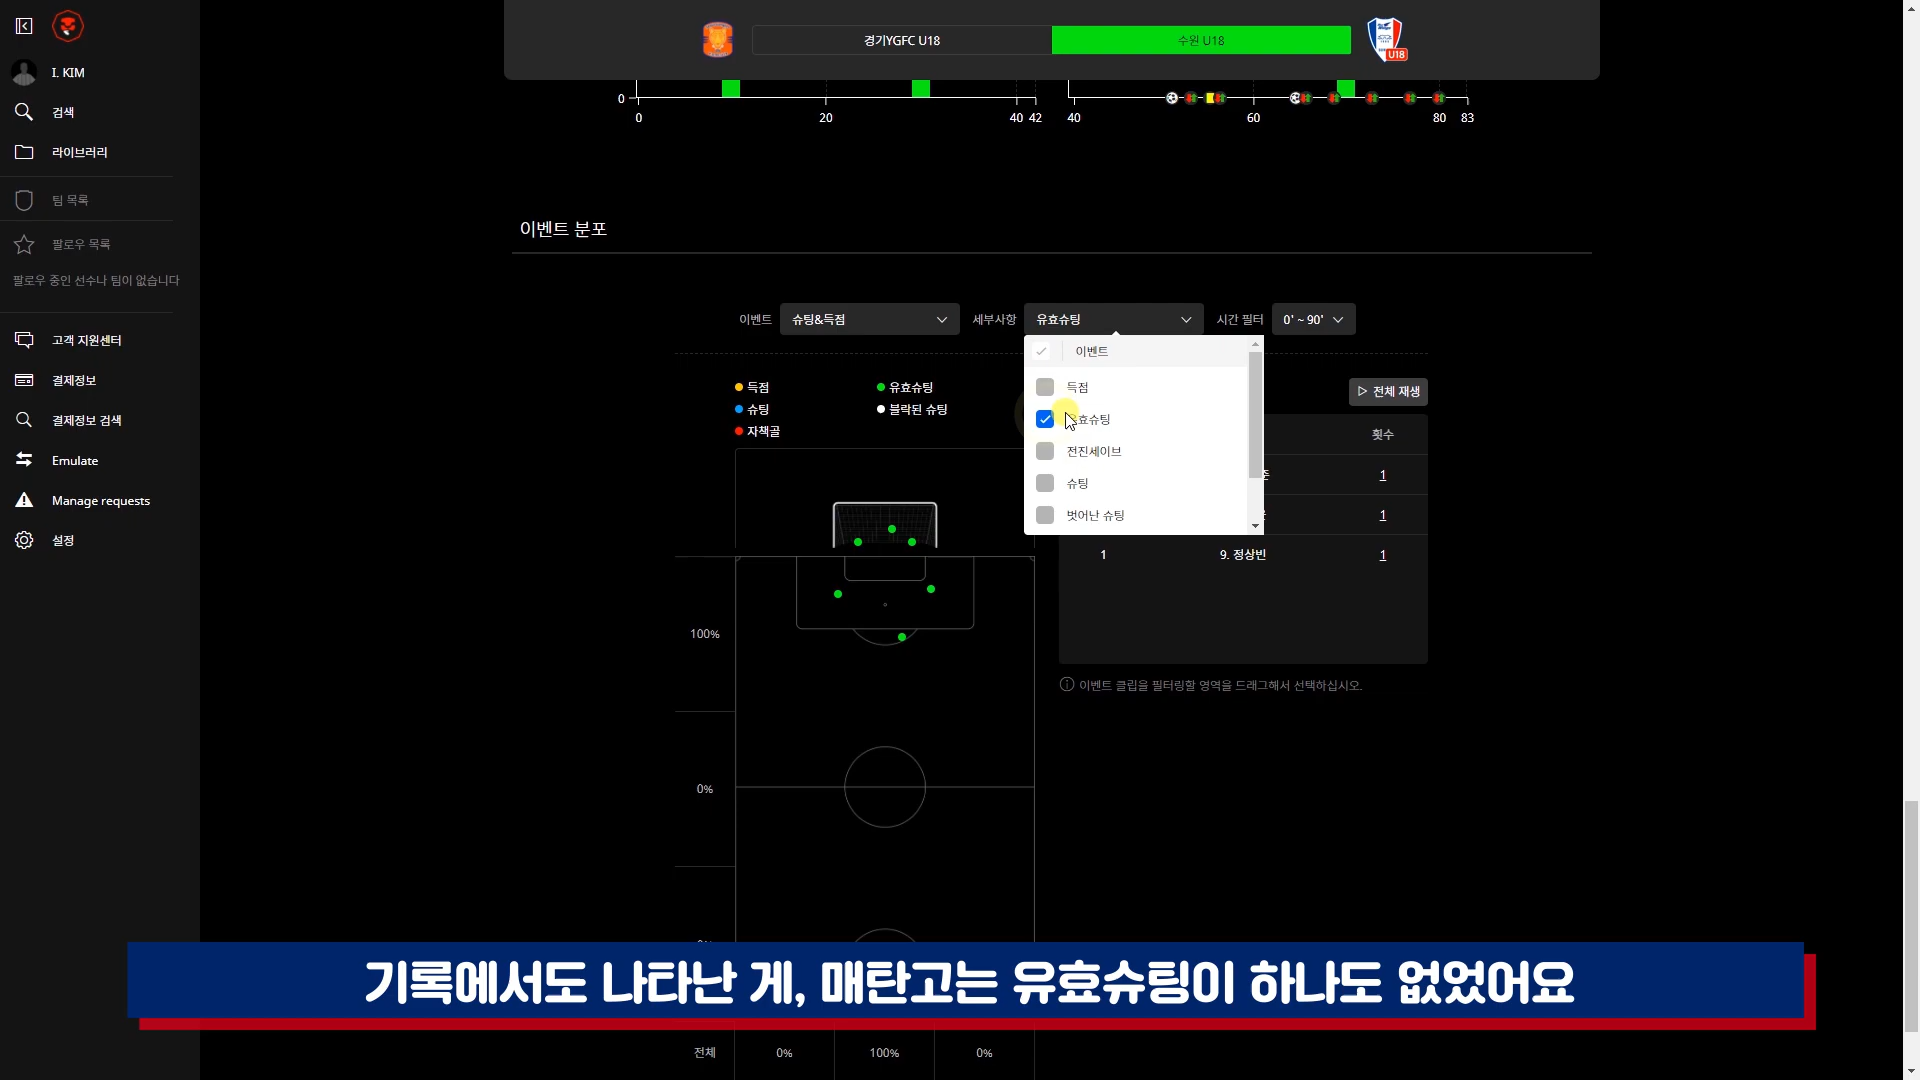 경기YGFC U18
수원 U18
U18
I. KIM
검색
라이브러리
팀 목록
팔로우 목록
팔로우 중인 선수나 팀이 없습니다
고객 지원센터
결제정보
결제정보 검색
Emulate
Manage requests
설정
0
0 20 40 42
40 60 80 83
이벤트 분포
이벤트 슈팅&득점 세부사항 유효슈팅 시간 필터 0' ~ 90'
이벤트
득점
효슈팅
전진세이브
슈팅
벗어난 슈팅
득점 유효슈팅
슈팅 블락된 슈팅
자책골
전체 재생
횟수
1
1
1 9. 정상빈 1
이벤트 클립을 필터링할 영역을 드래그해서 선택하십시오.
100%
0%
기록에서도 나타난 게, 매탄고는 유효슈팅이 하나도 없었어요
전체 0% 100% 0%